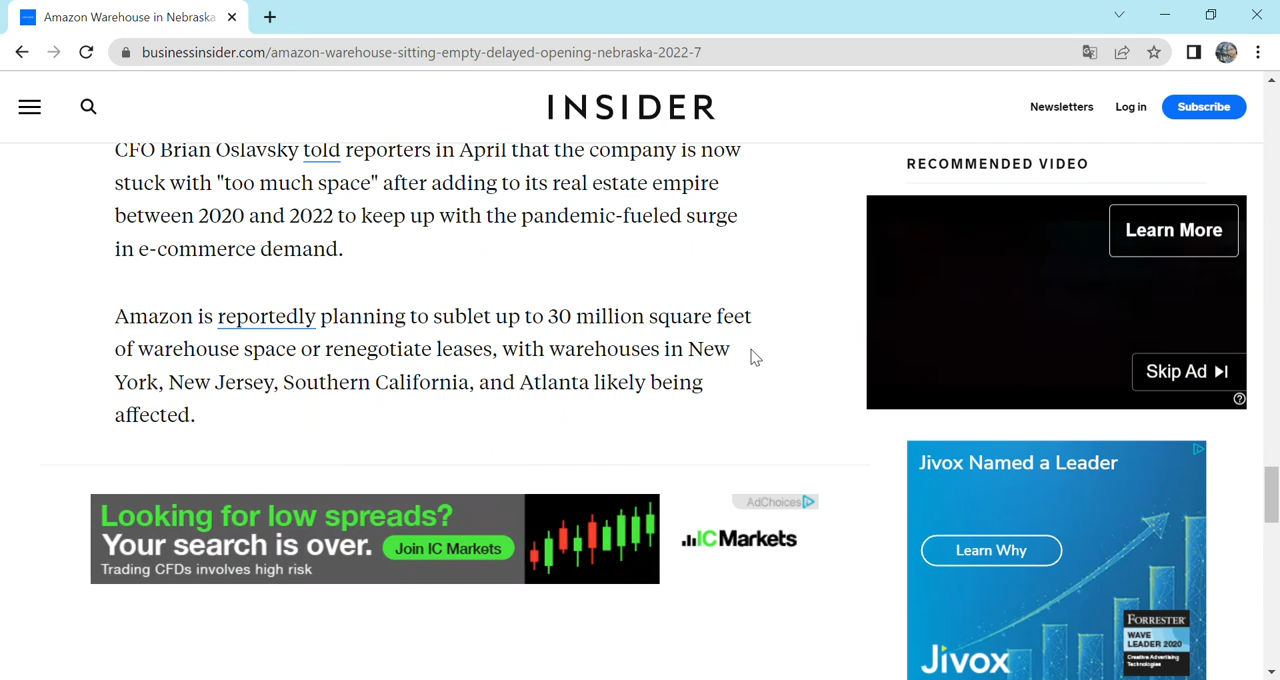 Amazon Warehouse in Nebraska
businessinsider.com/amazon-warehouse-sitting-empty-delayed-opening-nebraska-2022-7
INSIDER
Newsletters
Log in
Subscribe
CFO Brian Oslavsky told reporters in April that the company is now
stuck with "too much space" after adding to its real estate empire
between 2020 and 2022 to keep up with the pandemic-fueled surge
in e-commerce demand.
Amazon is reportedly planning to sublet up to 30 million square feet
of warehouse space or renegotiate leases, with warehouses in New
York, New Jersey, Southern California, and Atlanta likely being
affected.
RECOMMENDED VIDEO
Learn More
Skip Ad
Looking for low spreads?
Your search is over.
Join IC Markets
Trading CFDs involves high risk
AdChoices
IC Markets
Jivox Named a Leader
Learn Why
FORRESTER
WAVE
LEADER 2020
Creative Advertising
Technologies
Jivox